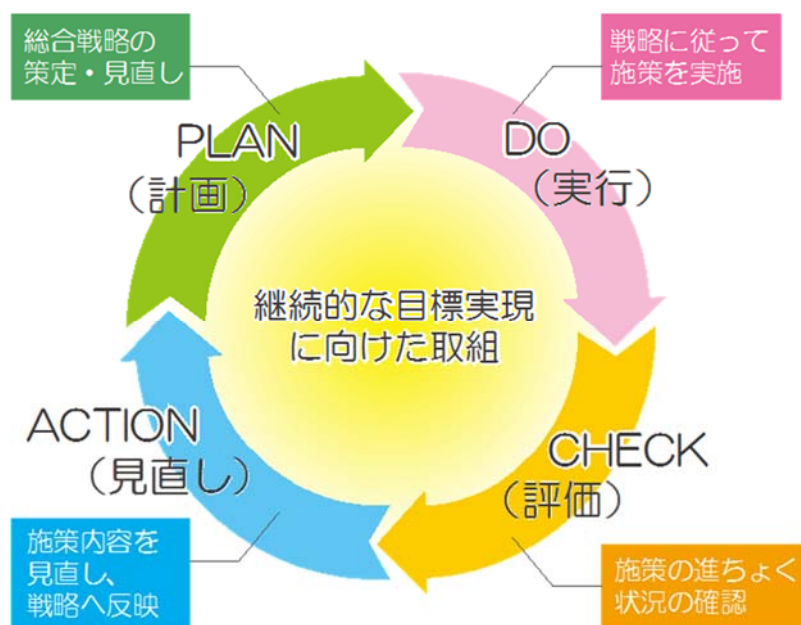 総合戦略の
策定・見直し
PLAN
（計画）
戦略に従って
施策を実施
DO
（実行）
継続的な目標実現
に向けた取組
ACTION
（見直し）
施策内容を
見直し、
戦略へ反映
CHECK
（評価）
施策の進ちょく
状況の確認